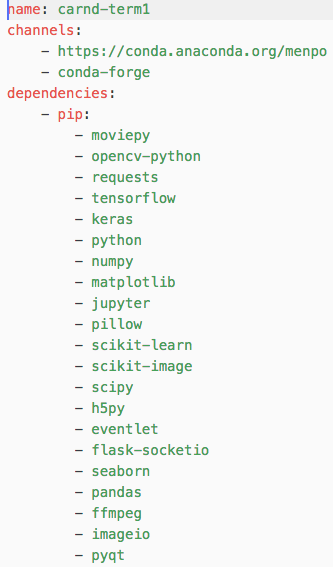 name: carnd-term1
channels:
- https://conda.anaconda.org/menpo
- conda-forge
dependencies:
- pip:
- moviepy
- opencv-python
- requests
- tensorflow
- keras
- python
- numpy
- matplotlib
- jupyter
- pillow
- scikit-learn
- scikit-image
- scipy
- h5py
- eventlet
- flask-socketio
- seaborn
- pandas
- ffmpeg
- imageio
- pyqt